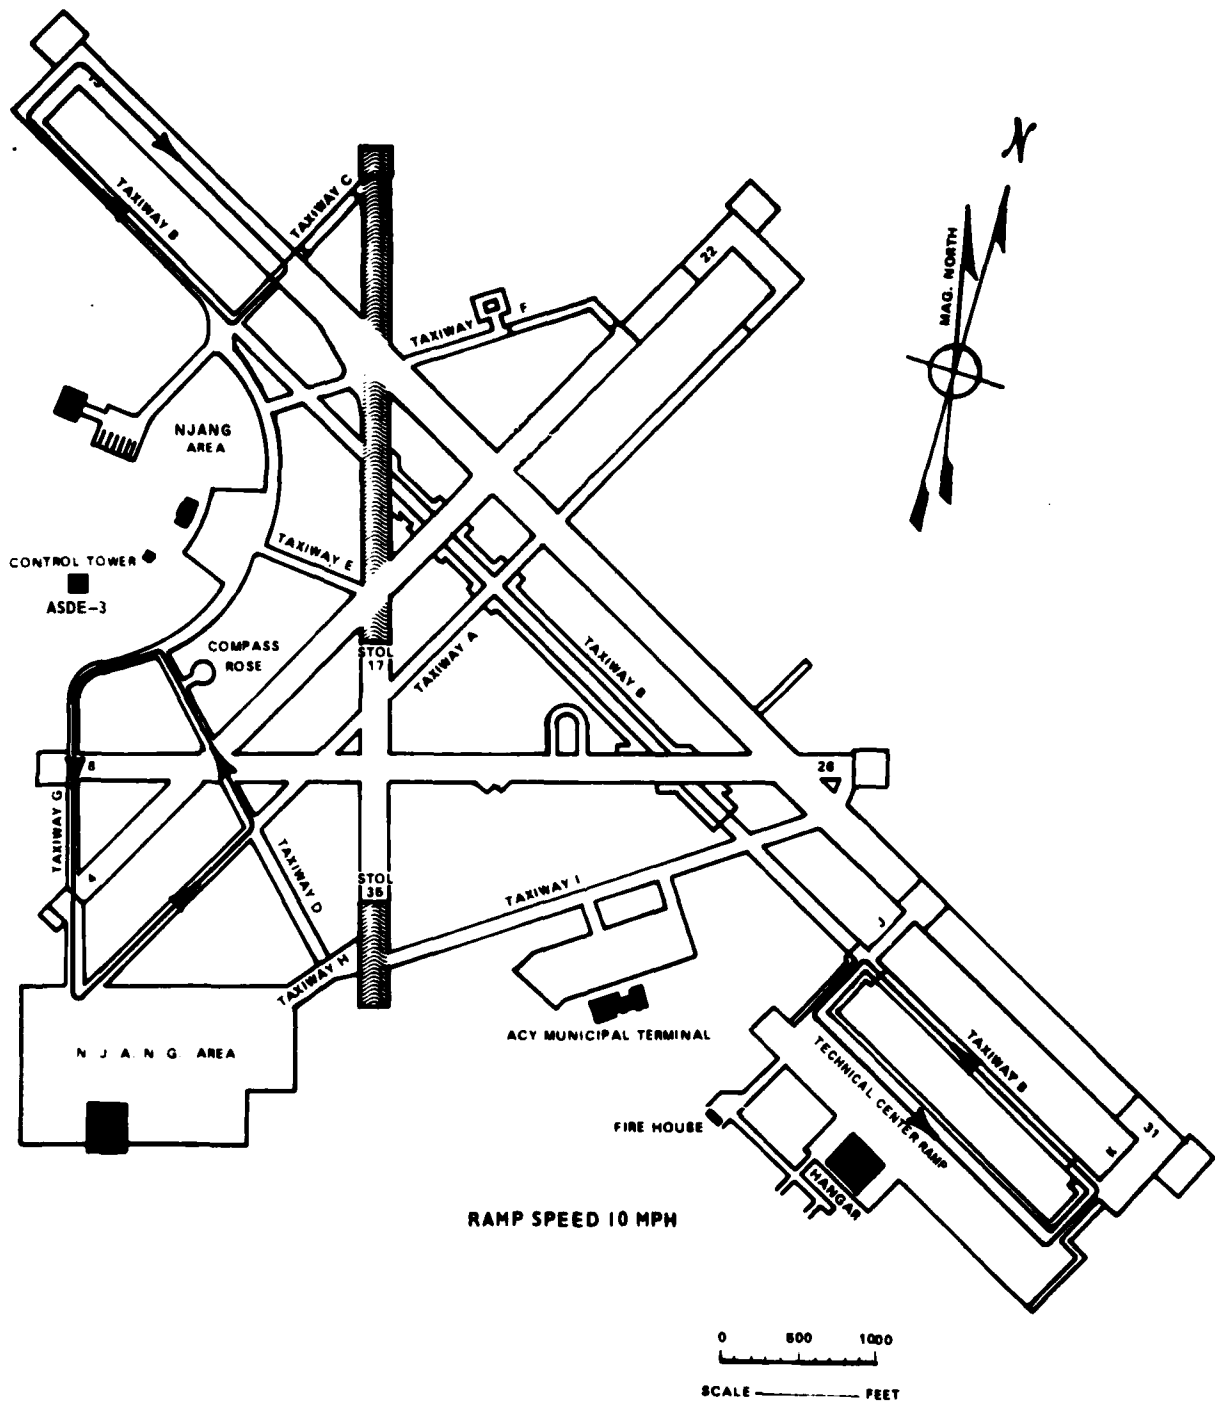 13
N
TAXIWAY B
TAXIWAY C
22
MAG. NORTH
TAXIWAY F
NJANG
AREA
TAXIWAY E
CONTROL TOWER
ASDE-3
COMPASS
ROSE
STOL
17
TAXIWAY A
TAXIWAY B
8
26
TAXIWAY G
4
TAXIWAY D
STOL
35
TAXIWAY I
J
TAXIWAY H
ACY MUNICIPAL TERMINAL
N J A. N G. AREA
TAXIWAY B
TECHNICAL CENTER RAMP
31
K
FIRE HOUSE
HANGAR
RAMP SPEED 10 MPH
0 500 1000
SCALE FEET